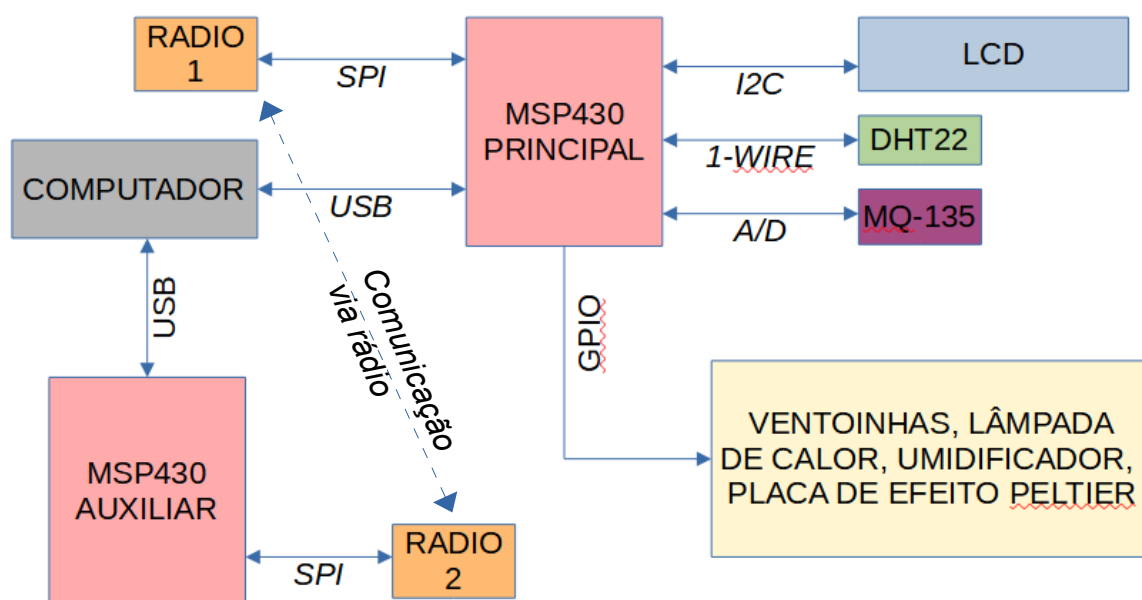 RADIO
1
SPI
MSP430
PRINCIPAL
I2C
LCD
1-WIRE
DHT22
A/D
MQ-135
COMPUTADOR
USB
USB
Comunicação
via rádio
GPIO
MSP430
AUXILIAR
SPI
RADIO
2
VENTOINHAS, LÂMPADA
DE CALOR, UMIDIFICADOR,
PLACA DE EFEITO PELTIER